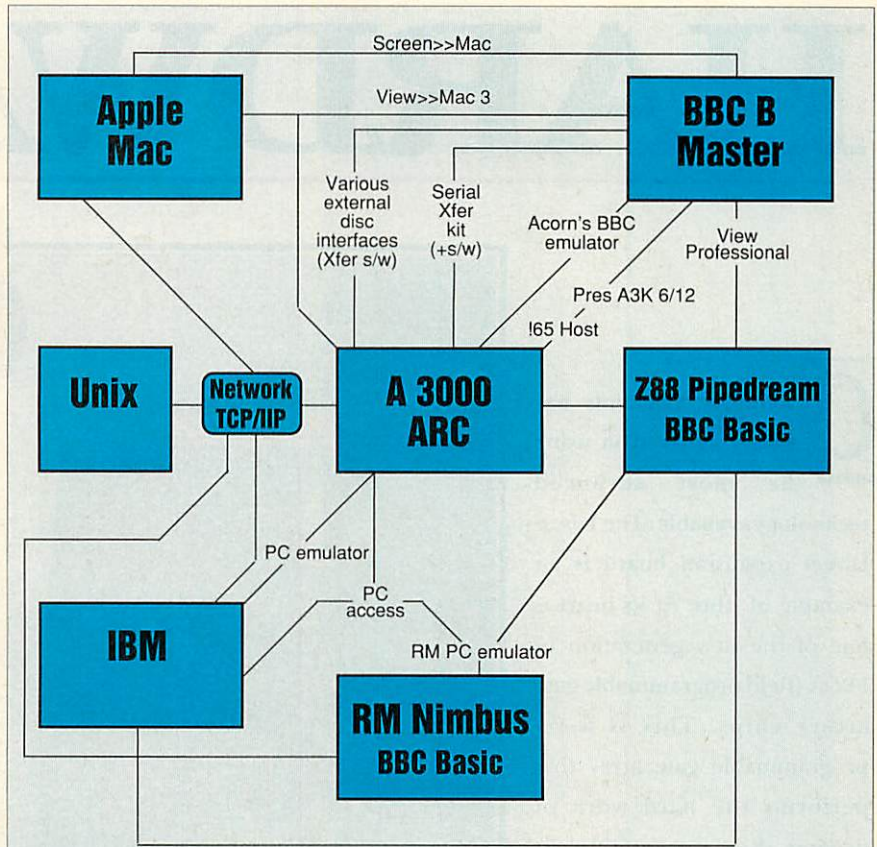 Screen>>Mac
Apple
Mac
View>>Mac 3
BBC B
Master
Various
external
disc
interfaces
(Xfer s/w)
Serial
Xfer
kit
(+s/w)
Acorn's BBC
emulator
View
Professional
Pres A3K 6/12
!65 Host
Unix
Network
TCP/IIP
A 3000
ARC
Z88 Pipedream
BBC Basic
PC emulator
PC
access
IBM
RM PC emulator
RM Nimbus
BBC Basic